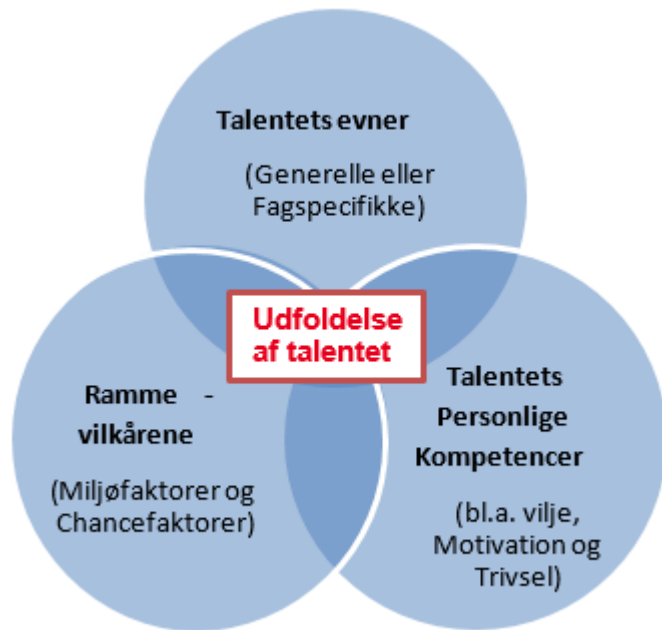 Talentets evner
(Generelle eller
Fagspecifikke)
Udfoldelse
af talentet
Ramme -
vilkårene
(Miljøfaktorer og
Chancefaktorer)
Talentets
Personlige
Kompetencer
(bl.a. vilje,
Motivation og
Trivsel)